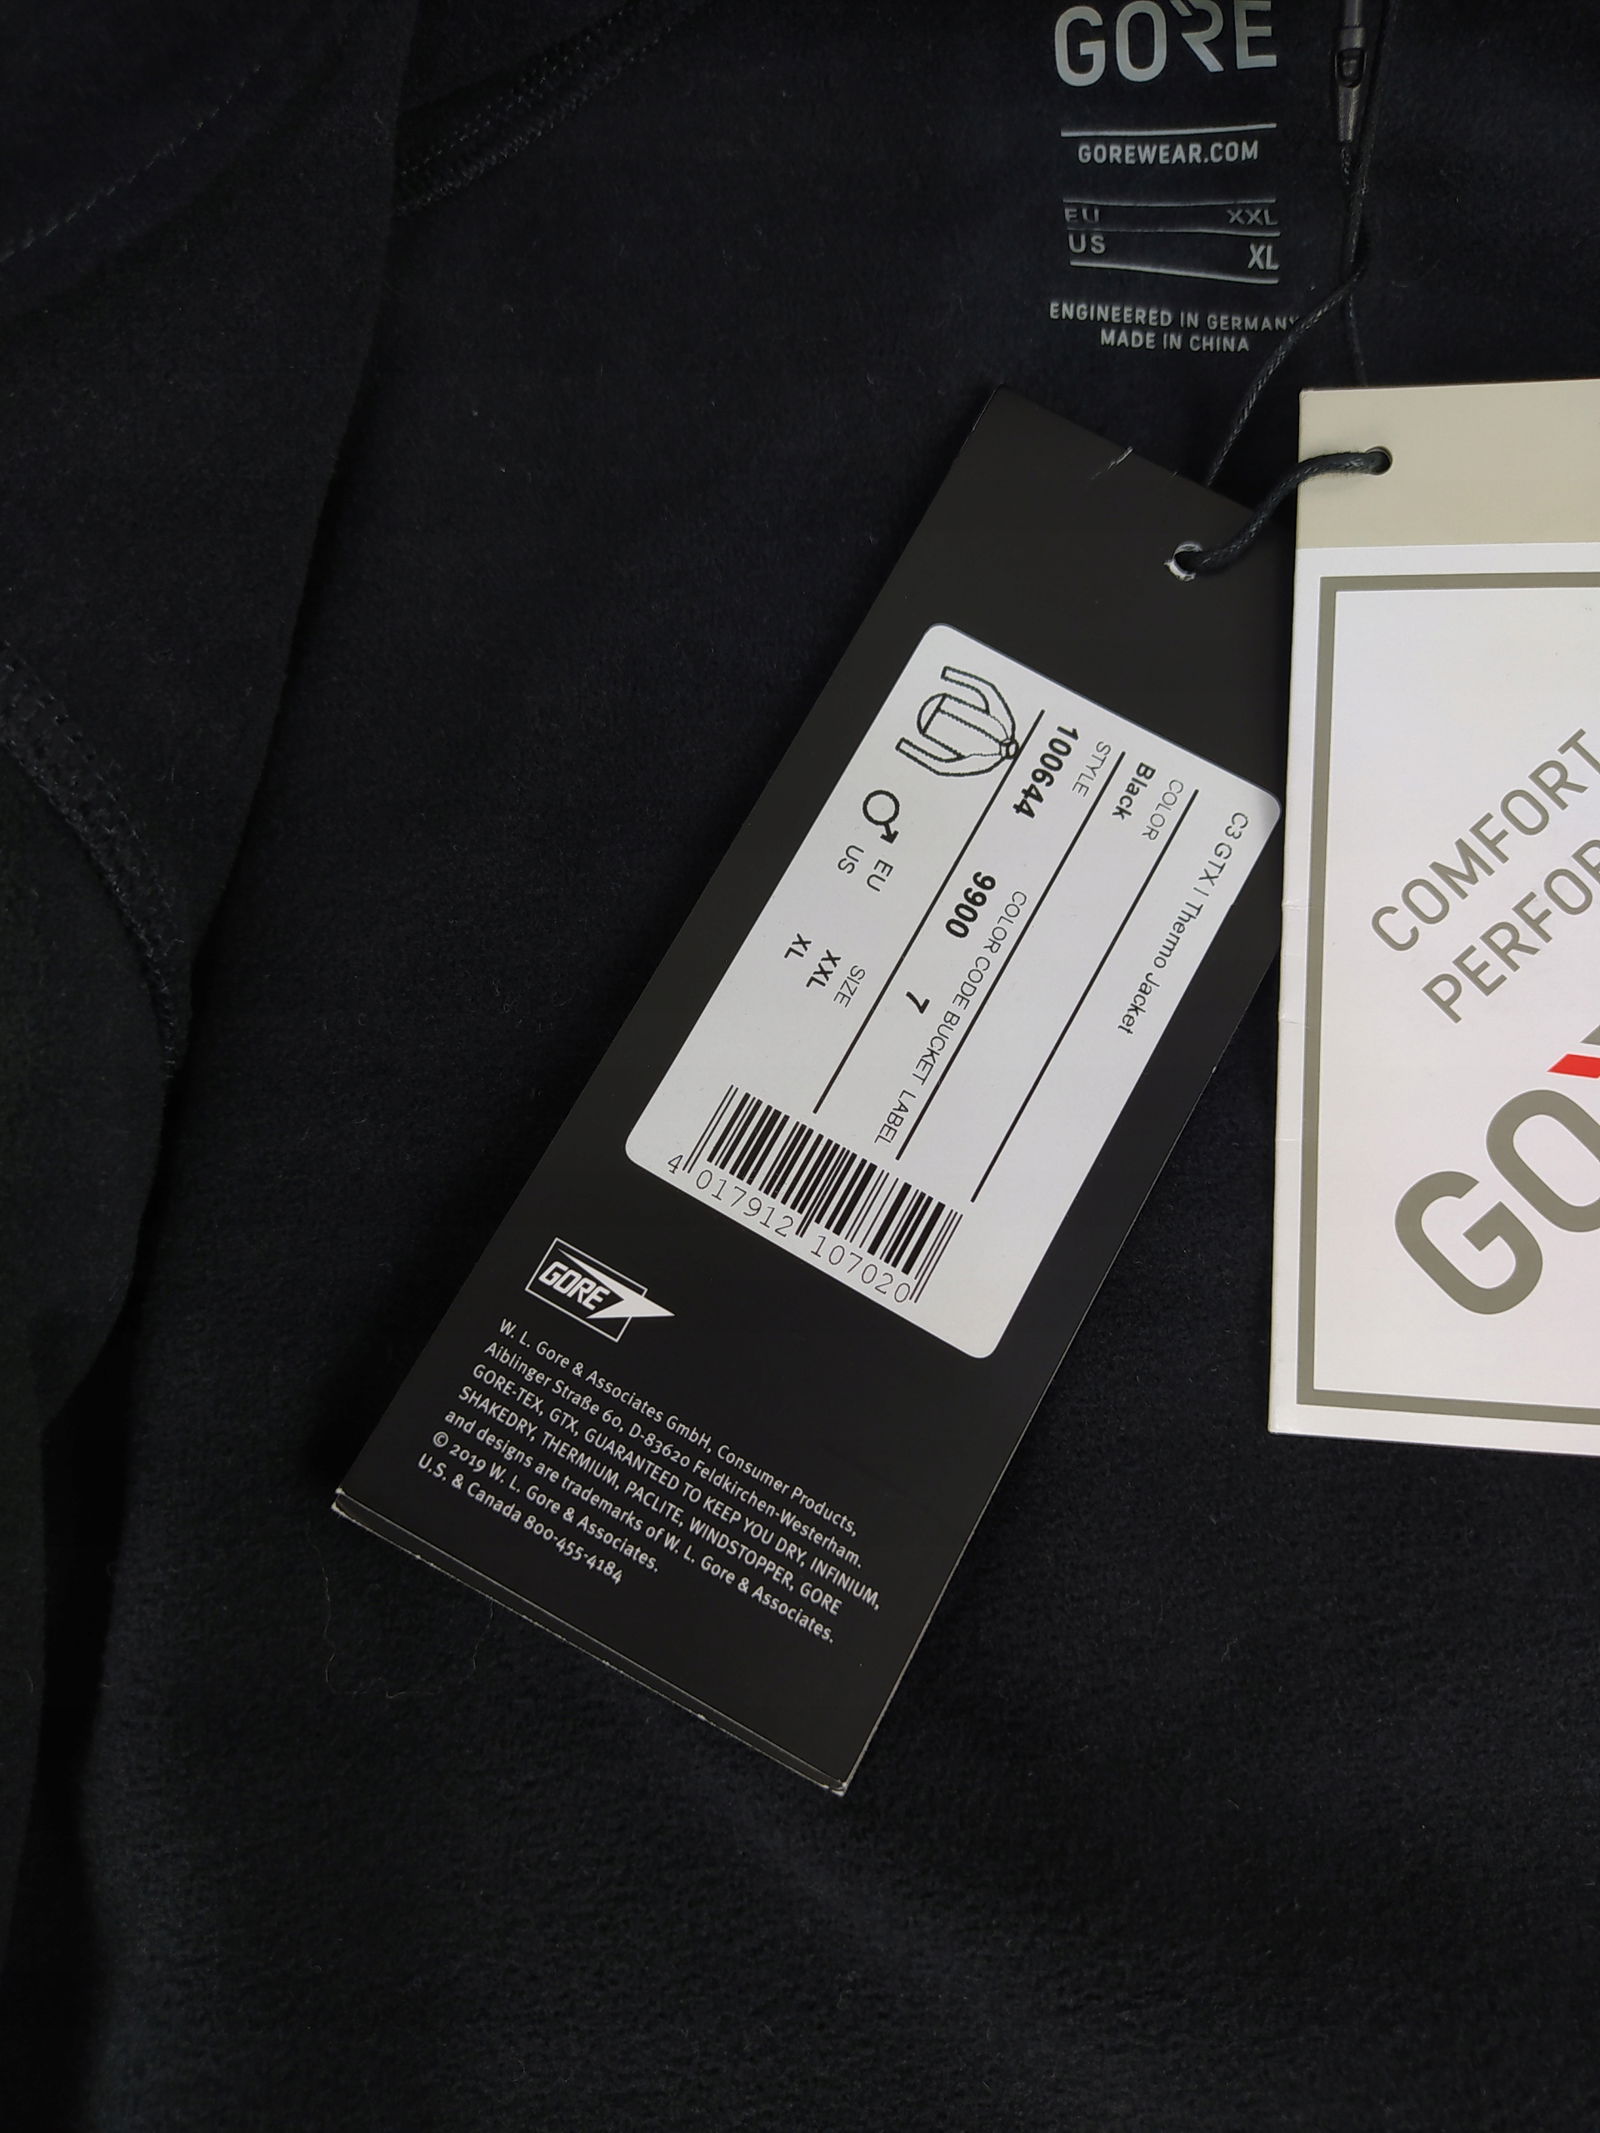 GORE
GOREWEAR.COM
EU XXL
US XL
ENGINEERED IN GERMANY
MADE IN CHINA
C3 GTX I Thermo Jacket
COLOR
Black
STYLE COLOR CODE BUCKET LABEL
100644 9900 7
SIZE
EU XXL
US XL
4 017912 107020
GORE
W. L. Gore & Associates GmbH, Consumer Products,
Aiblinger Straße 60, D-83620 Feldkirchen-Westerham.
GORE-TEX, GTX, GUARANTEED TO KEEP YOU DRY, INFINIUM,
SHAKEDRY, THERMIUM, PACLITE, WINDSTOPPER, GORE
and designs are trademarks of W. L. Gore & Associates.
© 2019 W. L. Gore & Associates.
U.S. & Canada 800-455-4184
COMFORT